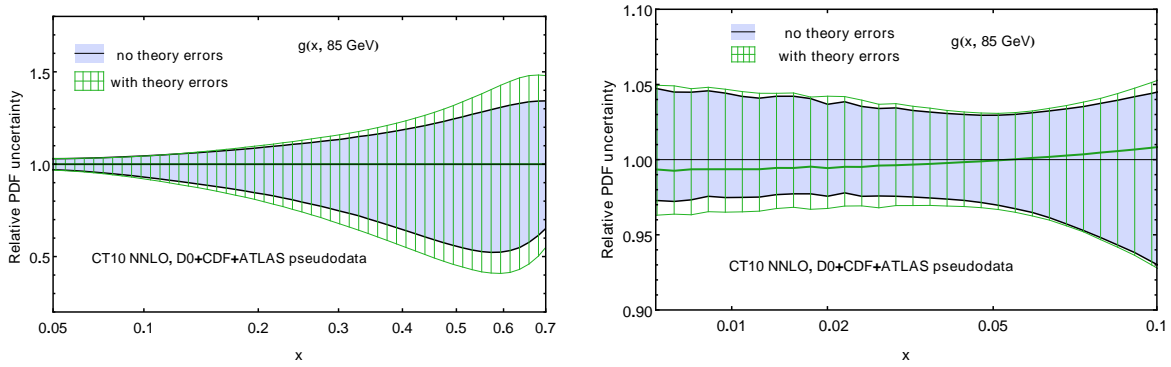 no theory errors
with theory errors
g(x, 85 GeV)
Relative PDF uncertainty
1.5
1.0
0.5
CT10 NNLO, D0+CDF+ATLAS pseudodata
0.05 0.1 0.2 0.3 0.4 0.5 0.6 0.7
x
no theory errors
with theory errors
g(x, 85 GeV)
Relative PDF uncertainty
1.10
1.05
1.00
0.95
0.90
CT10 NNLO, D0+CDF+ATLAS pseudodata
0.01 0.02 0.05 0.1
x